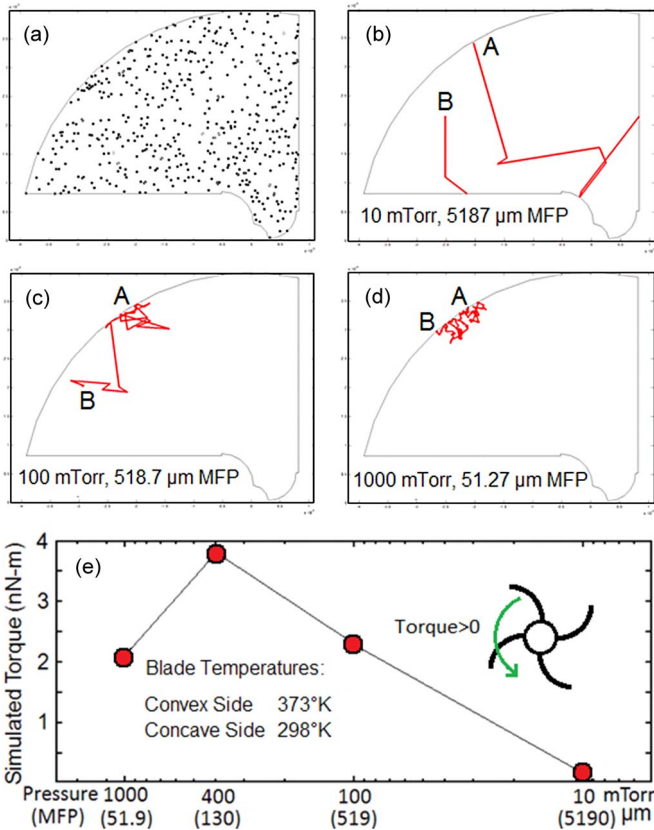 (a)
(b)
A
B
10 mTorr, 5187 µm MFP
(c)
A
B
100 mTorr, 518.7 µm MFP
(d)
A
B
1000 mTorr, 51.27 µm MFP
(e)
Simulated Torque (nN-m)
4
3
2
1
Torque>0
Blade Temperatures:
Convex Side 373°K
Concave Side 298°K
Pressure 1000 400 100 10 mTorr
(MFP) (51.9) (130) (519) (5190) µm